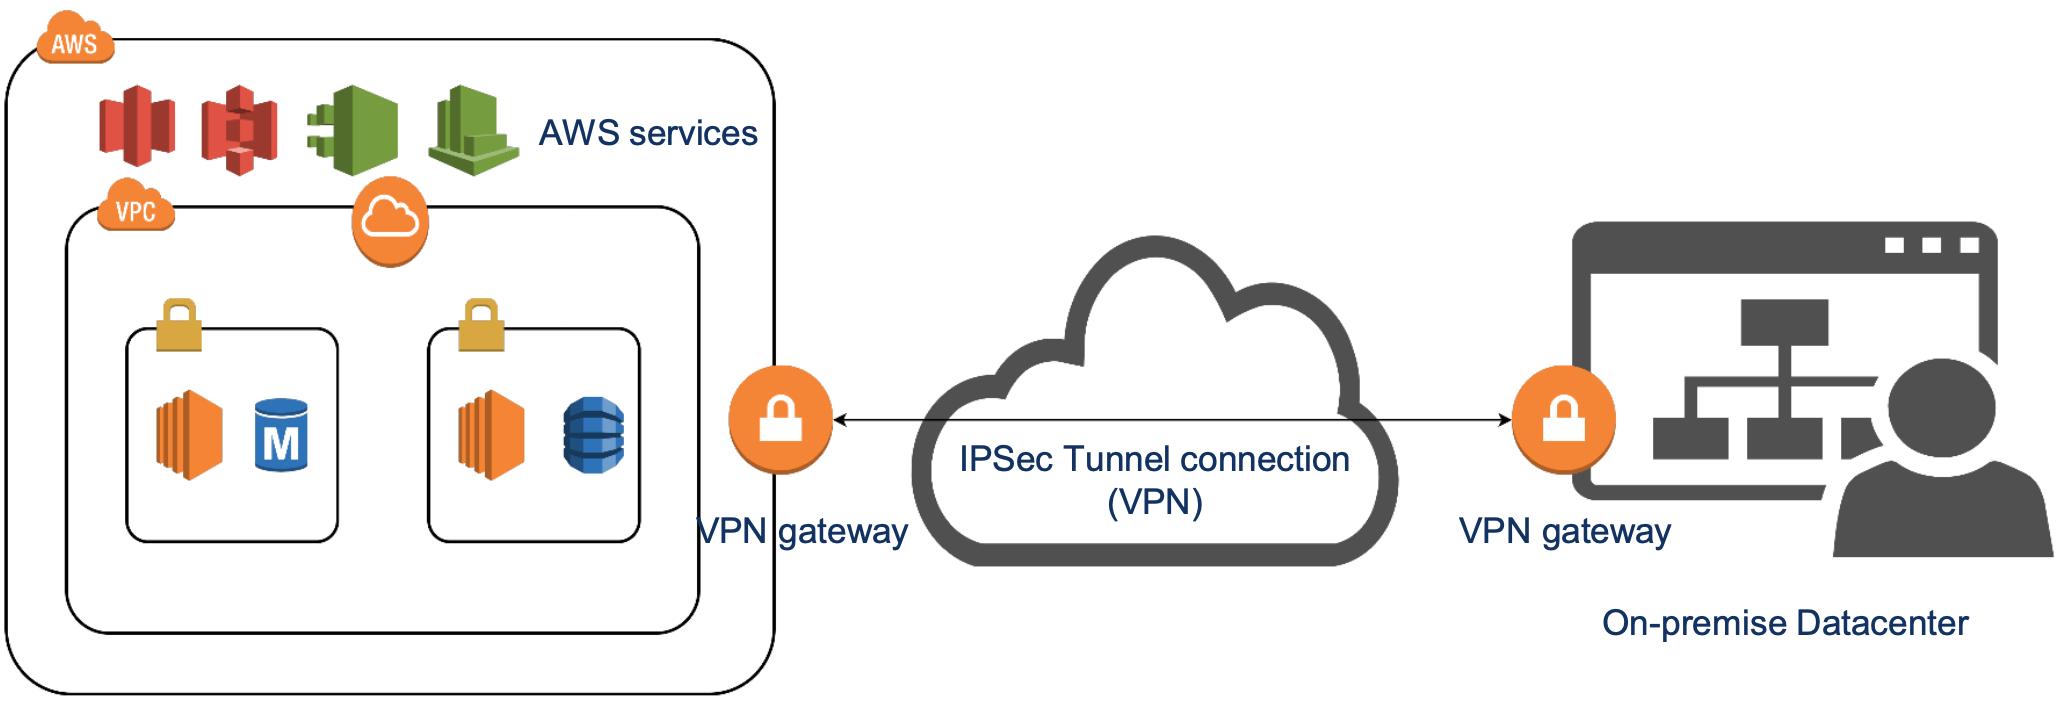 AWS
AWS services
VPC
M
IPSec Tunnel connection
(VPN)
VPN gateway
VPN gateway
On-premise Datacenter